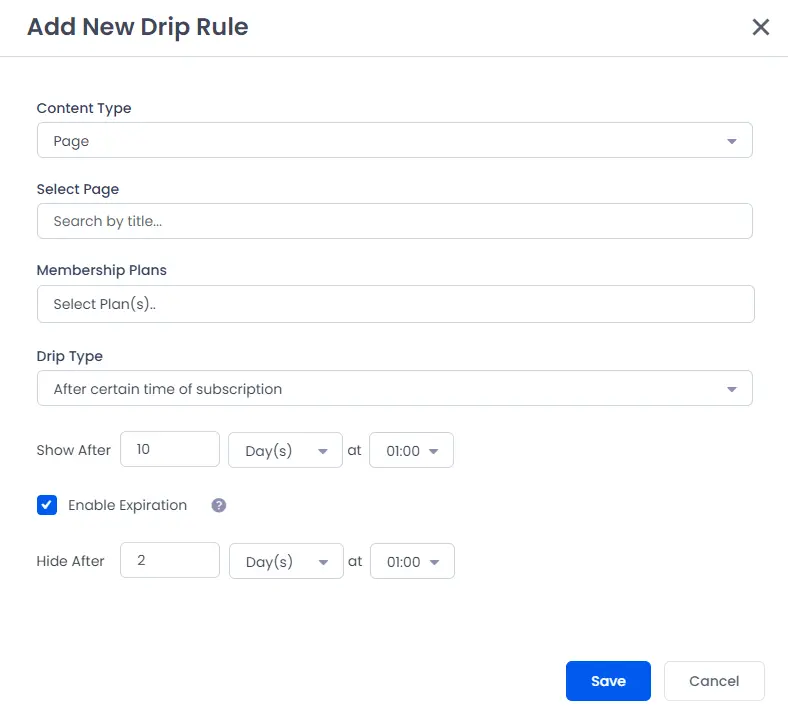 Add New Drip Rule
Content Type
Page
Select Page
Search by title...
Membership Plans
Select Plan(s)..
Drip Type
After certain time of subscription
Show After 10 Day(s) at 01:00
Enable Expiration ?
Hide After 2 Day(s) at 01:00
Save Cancel